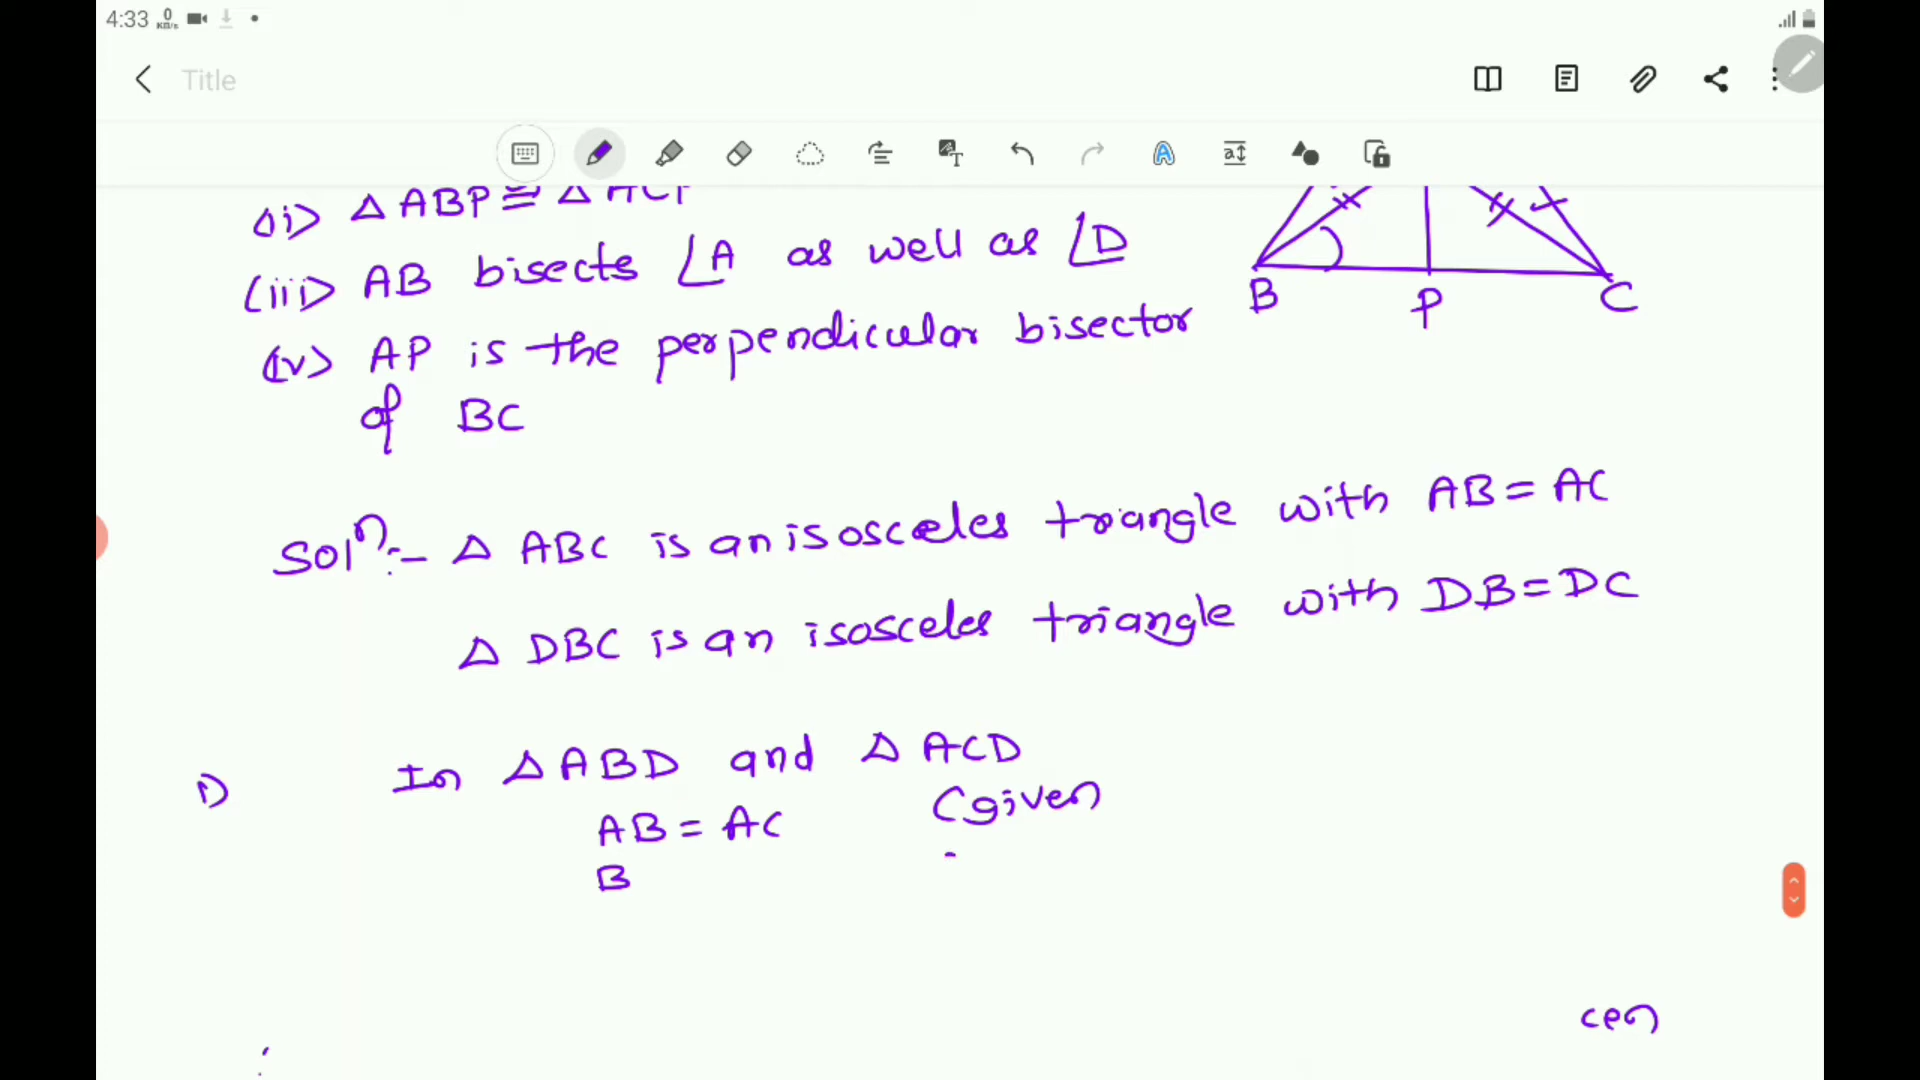 4:33 0 KB/s
Title
(ii) △ ABP ≅ △ ACP
(iii) AB bisects ∠A as well as ∠D
(iv) AP is the perpendicular bisector
of BC
B P C
Solⁿ:- △ ABC is an isosceles triangle with AB = AC
△ DBC is an isosceles triangle with DB = DC
i) In △ ABD and △ ACD
AB = AC (given
B
cen